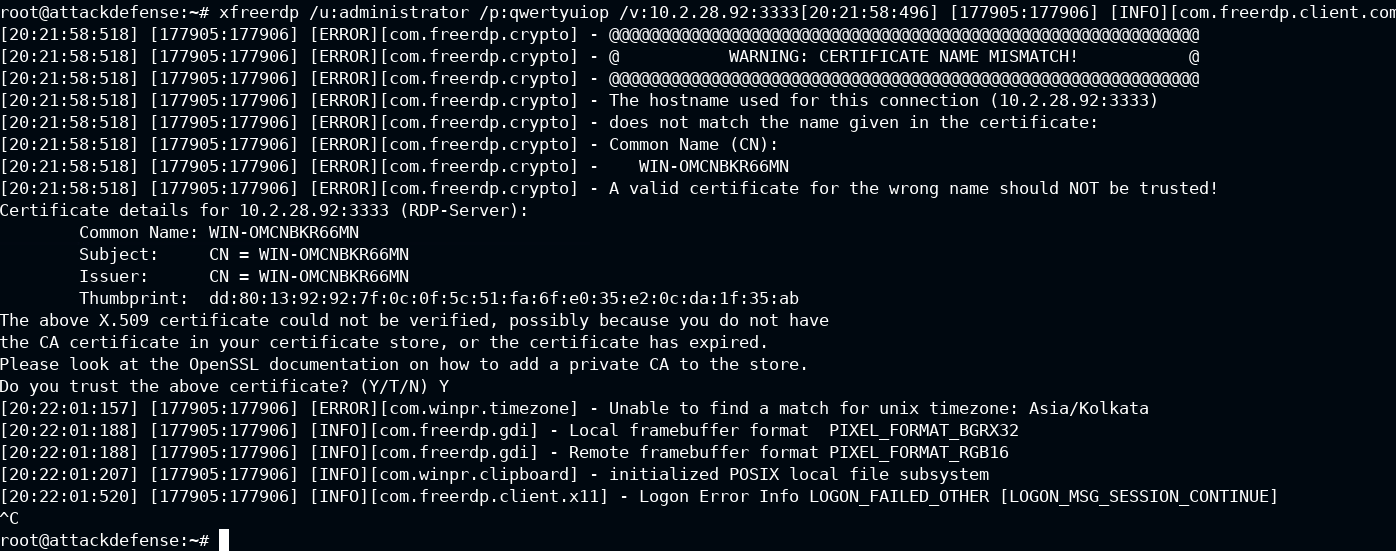 root@attackdefense:~# xfreerdp /u:administrator /p:qwertyuiop /v:10.2.28.92:3333[20:21:58:496] [177905:177906] [INFO][com.freerdp.client.com
[20:21:58:518] [177905:177906] [ERROR][com.freerdp.crypto] - @@@@@@@@@@@@@@@@@@@@@@@@@@@@@@@@@@@@@@@@@@@@@@@@@@@@@@@@@@@
[20:21:58:518] [177905:177906] [ERROR][com.freerdp.crypto] - @           WARNING: CERTIFICATE NAME MISMATCH!           @
[20:21:58:518] [177905:177906] [ERROR][com.freerdp.crypto] - @@@@@@@@@@@@@@@@@@@@@@@@@@@@@@@@@@@@@@@@@@@@@@@@@@@@@@@@@@@
[20:21:58:518] [177905:177906] [ERROR][com.freerdp.crypto] - The hostname used for this connection (10.2.28.92:3333)
[20:21:58:518] [177905:177906] [ERROR][com.freerdp.crypto] - does not match the name given in the certificate:
[20:21:58:518] [177905:177906] [ERROR][com.freerdp.crypto] - Common Name (CN):
[20:21:58:518] [177905:177906] [ERROR][com.freerdp.crypto] -    WIN-OMCNBKR66MN
[20:21:58:518] [177905:177906] [ERROR][com.freerdp.crypto] - A valid certificate for the wrong name should NOT be trusted!
Certificate details for 10.2.28.92:3333 (RDP-Server):
        Common Name: WIN-OMCNBKR66MN
        Subject:     CN = WIN-OMCNBKR66MN
        Issuer:      CN = WIN-OMCNBKR66MN
        Thumbprint:  dd:80:13:92:92:7f:0c:0f:5c:51:fa:6f:e0:35:e2:0c:da:1f:35:ab
The above X.509 certificate could not be verified, possibly because you do not have
the CA certificate in your certificate store, or the certificate has expired.
Please look at the OpenSSL documentation on how to add a private CA to the store.
Do you trust the above certificate? (Y/T/N) Y
[20:22:01:157] [177905:177906] [ERROR][com.winpr.timezone] - Unable to find a match for unix timezone: Asia/Kolkata
[20:22:01:188] [177905:177906] [INFO][com.freerdp.gdi] - Local framebuffer format  PIXEL_FORMAT_BGRX32
[20:22:01:188] [177905:177906] [INFO][com.freerdp.gdi] - Remote framebuffer format PIXEL_FORMAT_RGB16
[20:22:01:207] [177905:177906] [INFO][com.winpr.clipboard] - initialized POSIX local file subsystem
[20:22:01:520] [177905:177906] [INFO][com.freerdp.client.x11] - Logon Error Info LOGON_FAILED_OTHER [LOGON_MSG_SESSION_CONTINUE]
^C
root@attackdefense:~#